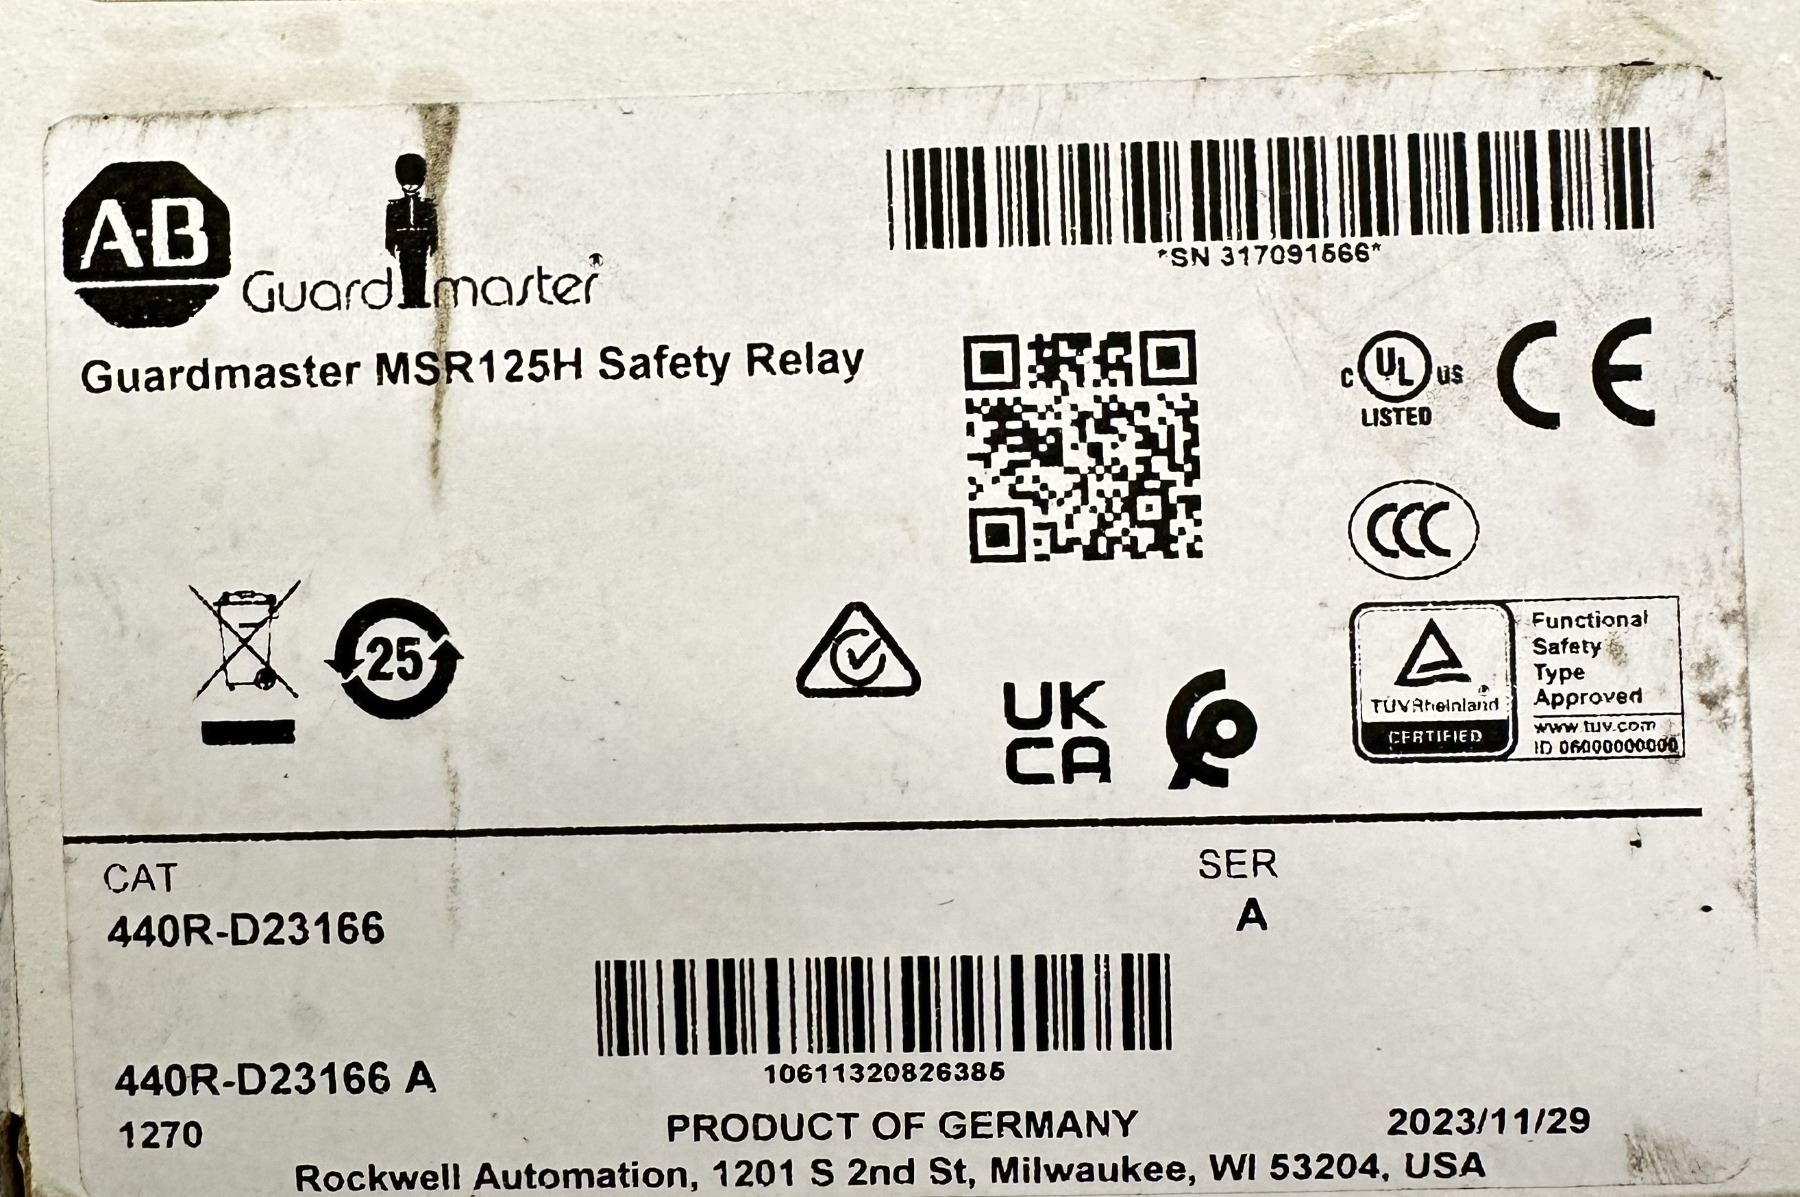 A-B
Guardmaster®
*SN 317091566*
Guardmaster MSR125H Safety Relay
C UL US
LISTED
CE
CCC
25
UK
CA
TÜVRheinland
CERTIFIED
Functional
Safety
Type
Approved
www.tuv.com
ID 06000000000
CAT
SER
440R-D23166
A
10611320826385
440R-D23166 A
1270
PRODUCT OF GERMANY
2023/11/29
Rockwell Automation, 1201 S 2nd St, Milwaukee, WI 53204, USA